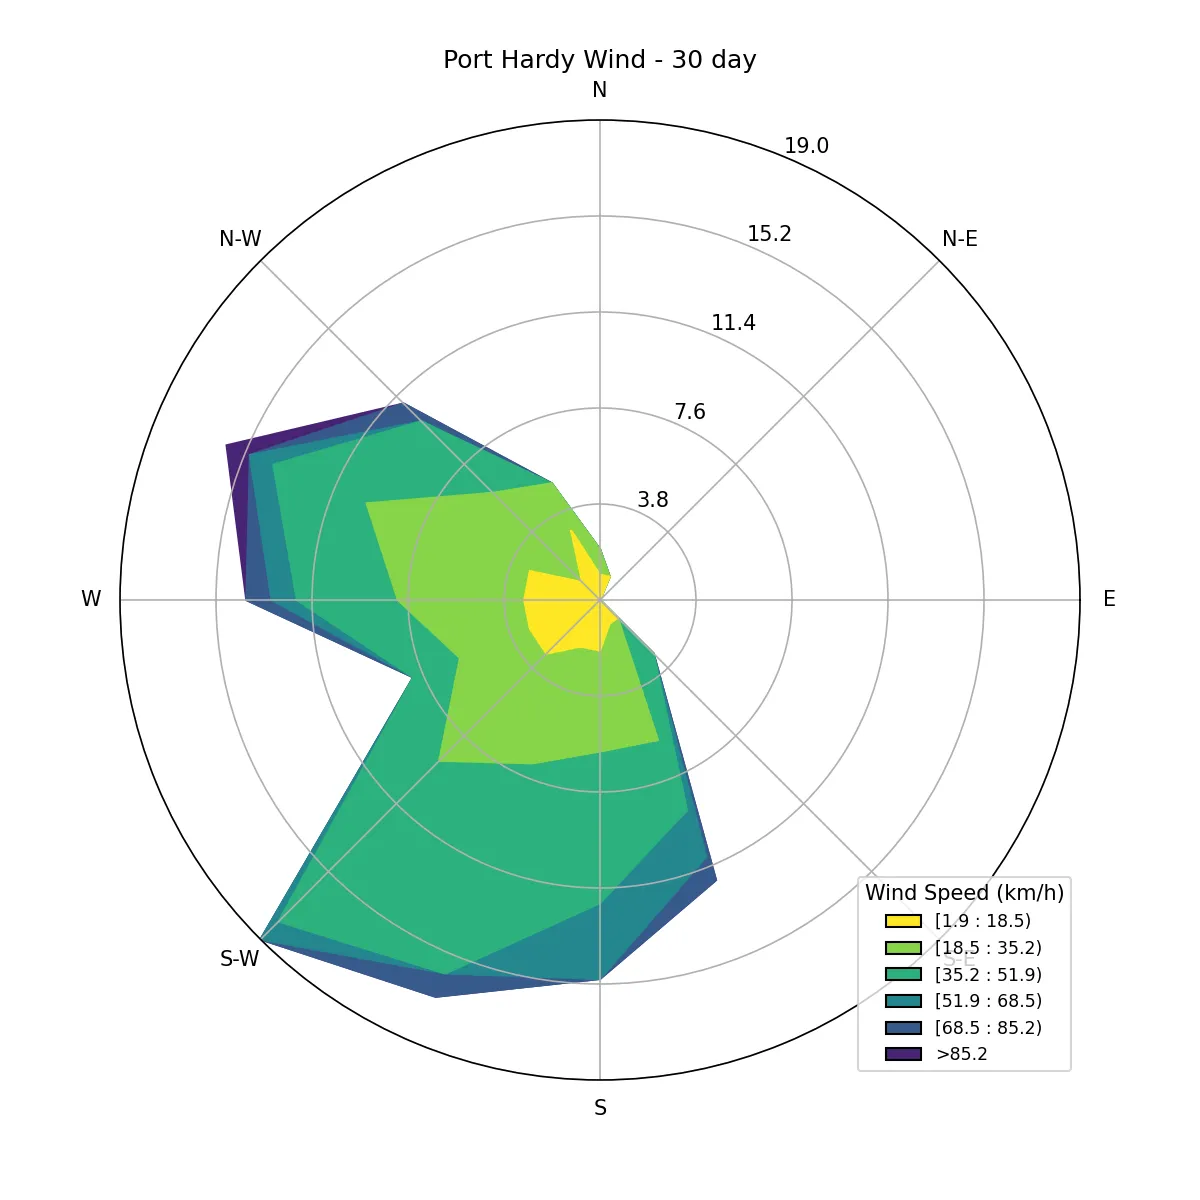 Port Hardy Wind - 30 day
N
19.0
15.2
N-W
N-E
11.4
7.6
3.8
W
E
Wind Speed (km/h)
[1.9 : 18.5)
[18.5 : 35.2)
S-W
S-E
[35.2 : 51.9)
[51.9 : 68.5)
[68.5 : 85.2)
>85.2
S